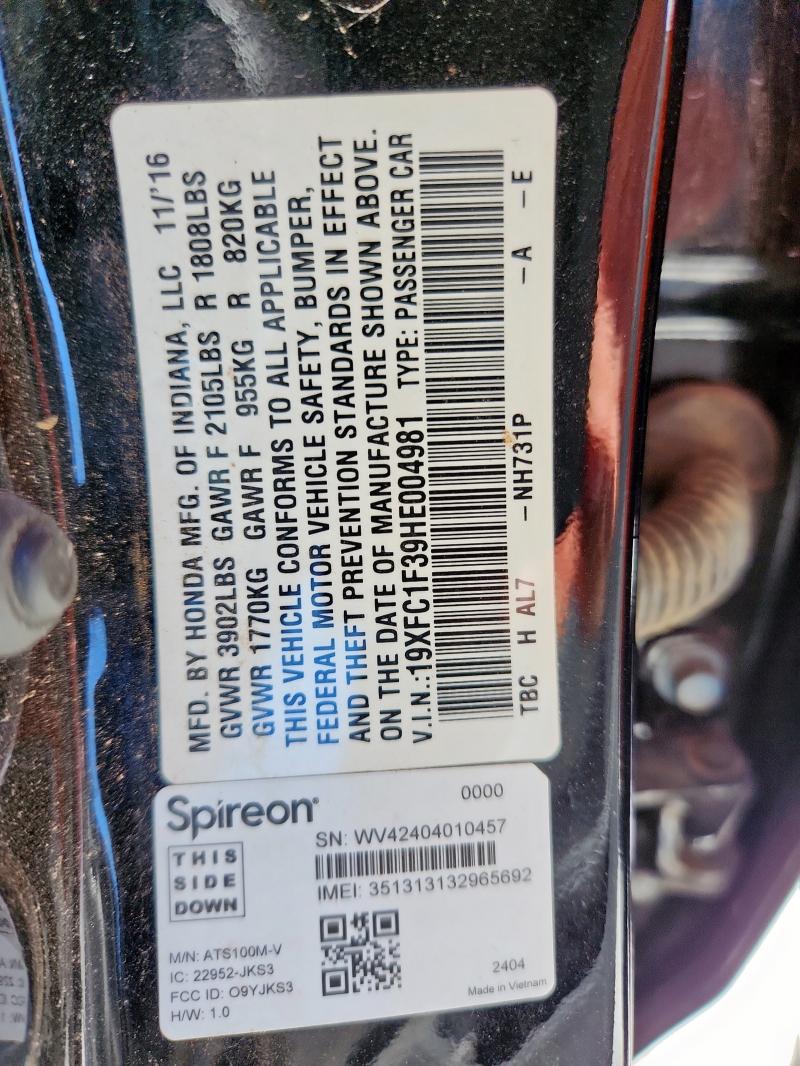 MFD. BY HONDA MFG. OF INDIANA, LLC 11/'16
GVWR 3902LBS GAWR F 2105LBS R 1808LBS
GVWR 1770KG GAWR F 955KG R 820KG
THIS VEHICLE CONFORMS TO ALL APPLICABLE
FEDERAL MOTOR VEHICLE SAFETY, BUMPER,
AND THEFT PREVENTION STANDARDS IN EFFECT
ON THE DATE OF MANUFACTURE SHOWN ABOVE.
V.I.N.:19XFC1F39HE004981 TYPE: PASSENGER CAR
TBC H AL7 -NH731P -A -E
Spireon®
0000
THIS
SIDE
DOWN
SN: WV42404010457
IMEI: 351313132965692
M/N: ATS100M-V
IC: 22952-JKS3
FCC ID: O9YJKS3
H/W: 1.0
2404
Made in Vietnam